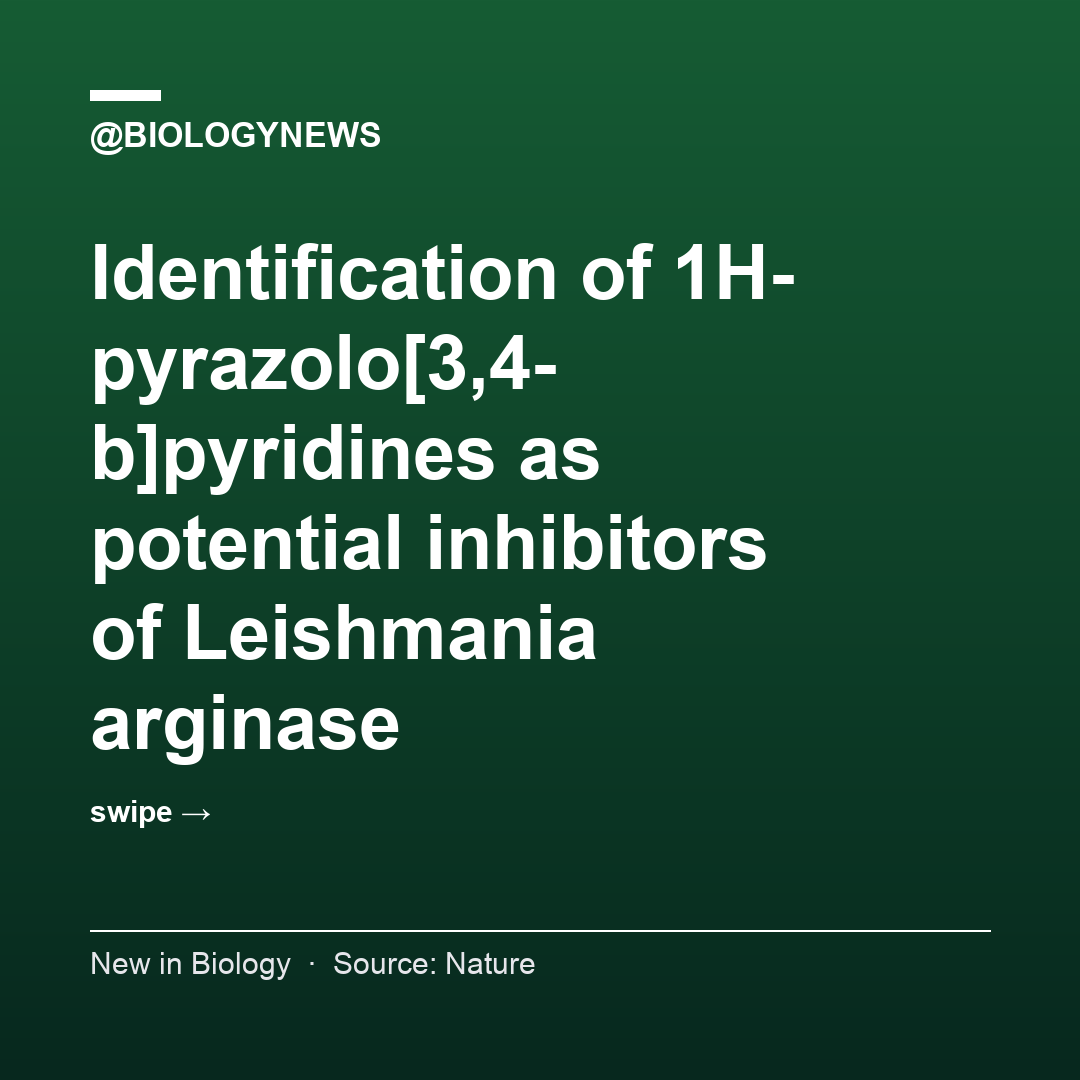 @BIOLOGYNEWS
Identification of 1H-
pyrazolo[3,4-
b]pyridines as
potential inhibitors
of Leishmania
arginase
swipe →
New in Biology · Source: Nature